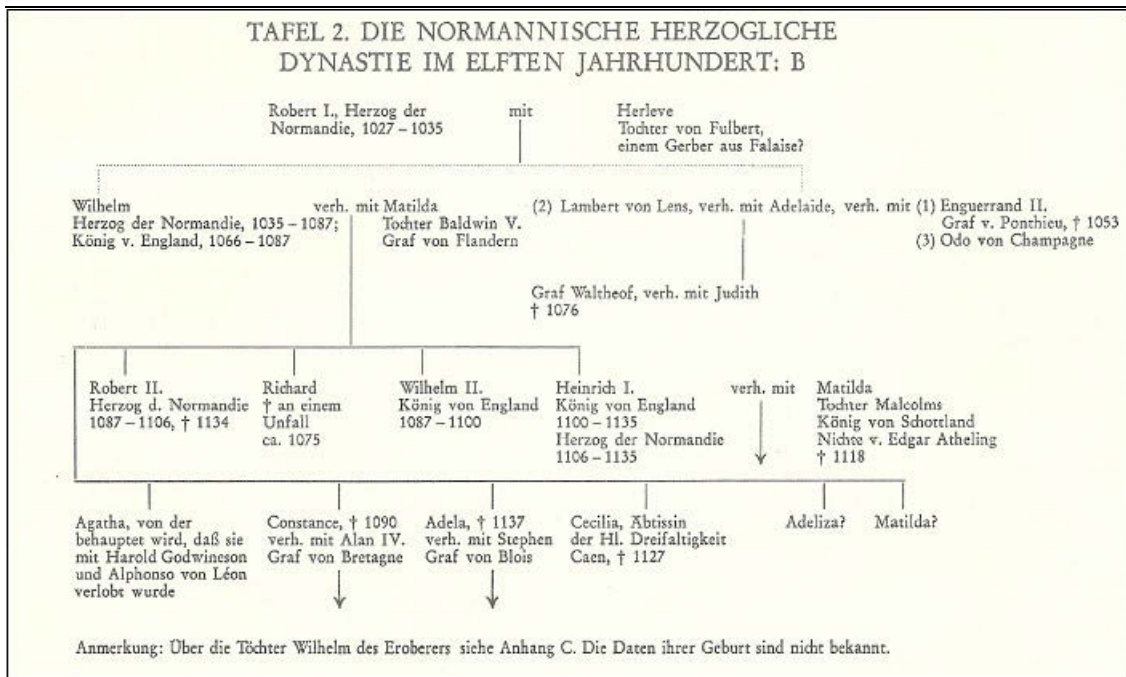 TAFEL 2. DIE NORMANNISCHE HERZOGLICHE
DYNASTIE IM ELFTEN JAHRHUNDERT: B
Robert I., Herzog der
Normandie, 1027 – 1035
mit
Herleve
Tochter von Fulbert,
einem Gerber aus Falaise?
Wilhelm
Herzog der Normandie, 1035 – 1087;
König v. England, 1066 – 1087
verh. mit
Matilda
Tochter Baldwin V.
Graf von Flandern
(2) Lambert von Lens, verh. mit Adelaide, verh. mit
(1) Enguerrand II.
Graf v. Ponthieu, † 1053
(3) Odo von Champagne
Graf Waltheof, verh. mit Judith
† 1076
Robert II.
Herzog d. Normandie
1087 – 1106, † 1134
Richard
† an einem
Unfall
ca. 1075
Wilhelm II.
König von England
1087 – 1100
Heinrich I.
König von England
1100 – 1135
Herzog der Normandie
1106 – 1135
verh. mit
Matilda
Tochter Malcolms
König von Schottland
Nichte v. Edgar Atheling
† 1118
Agatha, von der
behauptet wird, daß sie
mit Harold Godwineson
und Alphonso von Léon
verlobt wurde
Constance, † 1090
verh. mit Alan IV.
Graf von Bretagne
Adela, † 1137
verh. mit Stephen
Graf von Blois
Cecilia, Äbtissin
der Hl. Dreifaltigkeit
Caen, † 1127
Adeliza?
Matilda?
Anmerkung: Über die Töchter Wilhelm des Eroberers siehe Anhang C. Die Daten ihrer Geburt sind nicht bekannt.